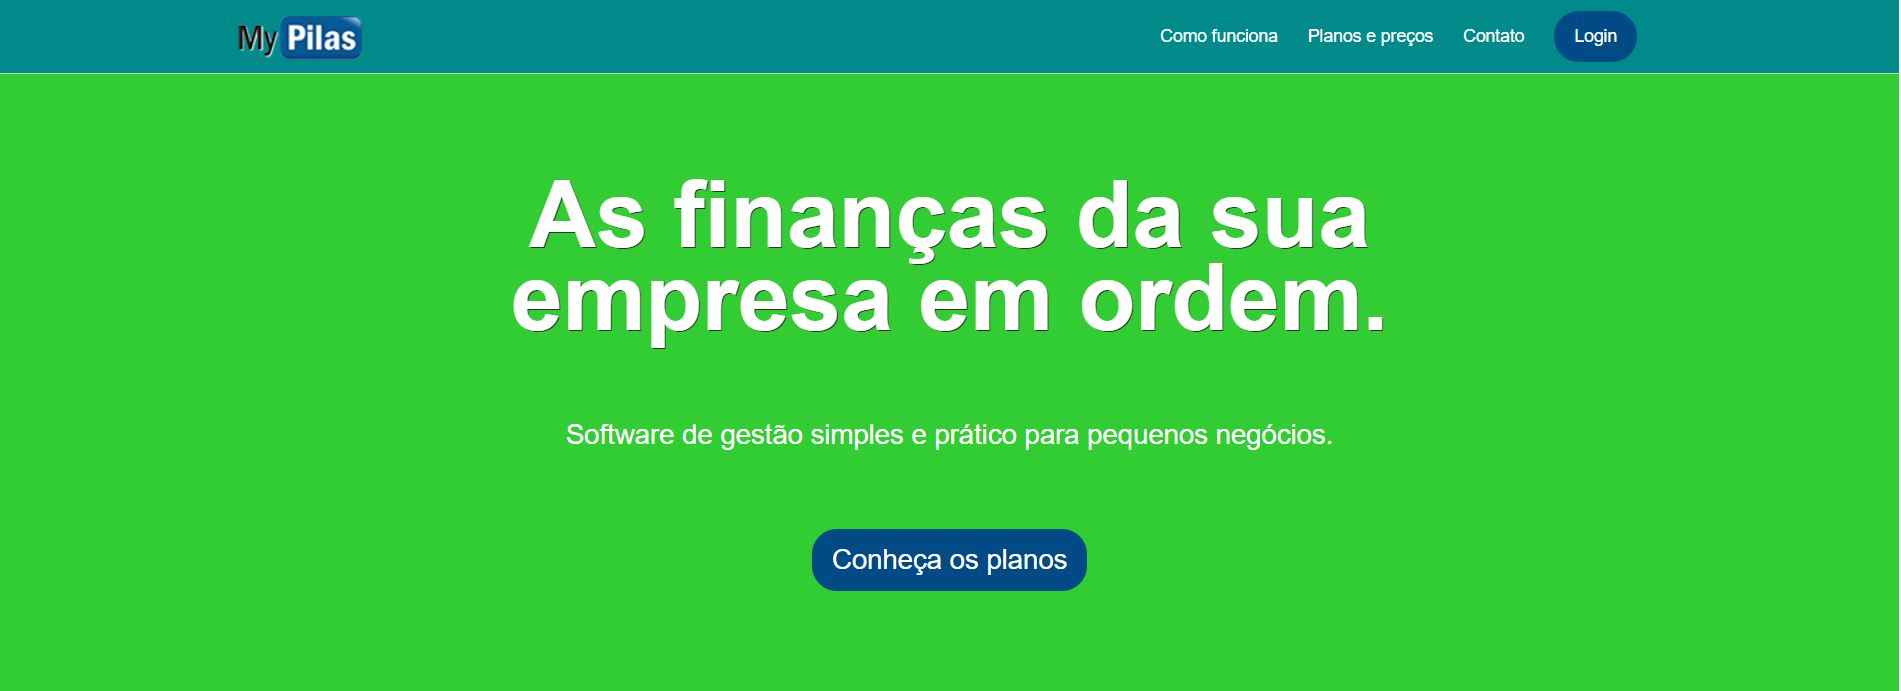 My Pilas
Como funciona
Planos e preços
Contato
Login
As finanças da sua
empresa em ordem.
Software de gestão simples e prático para pequenos negócios.
Conheça os planos